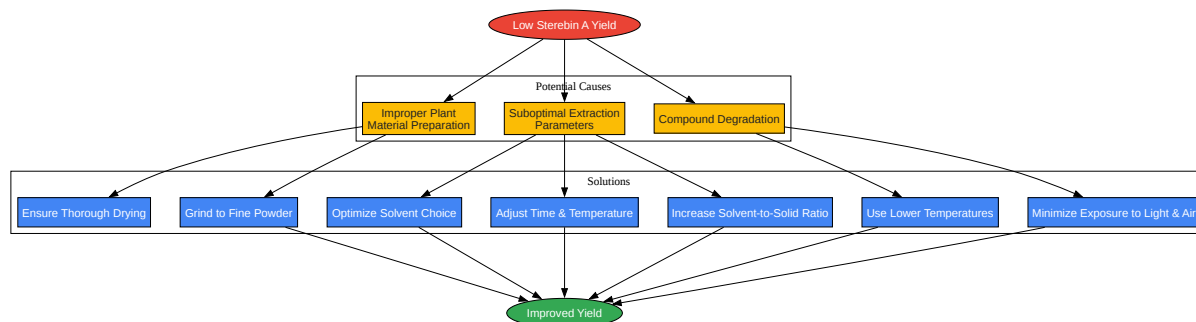 Low Sterebin A Yield
Potential Causes
Improper Plant
Material Preparation
Suboptimal Extraction
Parameters
Compound Degradation
Solutions
Ensure Thorough Drying
Grind to Fine Powder
Optimize Solvent Choice
Adjust Time & Temperature
Increase Solvent-to-Solid Ratio
Use Lower Temperatures
Minimize Exposure to Light & Air
Improved Yield